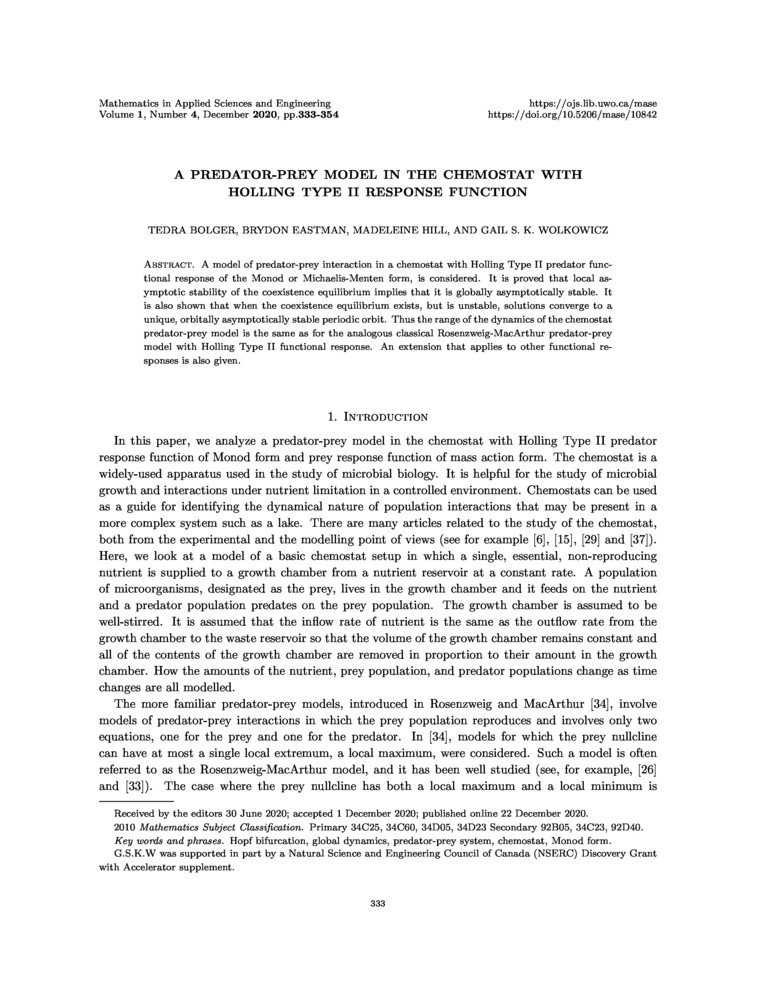 Mathematics in Applied Sciences and Engineering
https://ojs.lib.uwo.ca/mase
Volume 1, Number 4, December 2020, pp.333-354
https://doi.org/10.5206/mase/10842
A PREDATOR-PREY MODEL IN THE CHEMOSTAT WITH
HOLLING TYPE II RESPONSE FUNCTION
TEDRA BOLGER, BRYDON EASTMAN, MADELEINE HILL, AND GAIL S. K. WOLKOWICZ
Abstract. A model of predator-prey interaction in a chemostat with Holling Type II predator func-
tional response of the Monod or Michaelis-Menten form, is considered. It is proved that local as-
ymptotic stability of the coexistence equilibrium implies that it is globally asymptotically stable. It
is also shown that when the coexistence equilibrium exists, but is unstable, solutions converge to a
unique, orbitally asymptotically stable periodic orbit. Thus the range of the dynamics of the chemostat
predator-prey model is the same as for the analogous classical Rosenzweig-MacArthur predator-prey
model with Holling Type II functional response. An extension that applies to other functional re-
sponses is also given.
1. Introduction
In this paper, we analyze a predator-prey model in the chemostat with Holling Type II predator
response function of Monod form and prey response function of mass action form. The chemostat is a
widely-used apparatus used in the study of microbial biology. It is helpful for the study of microbial
growth and interactions under nutrient limitation in a controlled environment. Chemostats can be used
as a guide for identifying the dynamical nature of population interactions that may be present in a
more complex system such as a lake. There are many articles related to the study of the chemostat,
both from the experimental and the modelling point of views (see for example [6], [15], [29] and [37]).
Here, we look at a model of a basic chemostat setup in which a single, essential, non-reproducing
nutrient is supplied to a growth chamber from a nutrient reservoir at a constant rate. A population
of microorganisms, designated as the prey, lives in the growth chamber and it feeds on the nutrient
and a predator population predates on the prey population. The growth chamber is assumed to be
well-stirred. It is assumed that the inflow rate of nutrient is the same as the outflow rate from the
growth chamber to the waste reservoir so that the volume of the growth chamber remains constant and
all of the contents of the growth chamber are removed in proportion to their amount in the growth
chamber. How the amounts of the nutrient, prey population, and predator populations change as time
changes are all modelled.
The more familiar predator-prey models, introduced in Rosenzweig and MacArthur [34], involve
models of predator-prey interactions in which the prey population reproduces and involves only two
equations, one for the prey and one for the predator. In [34], models for which the prey nullcline
can have at most a single local extremum, a local maximum, were considered. Such a model is often
referred to as the Rosenzweig-MacArthur model, and it has been well studied (see, for example, [26]
and [33]). The case where the prey nullcline has both a local maximum and a local minimum is
Received by the editors 30 June 2020; accepted 1 December 2020; published online 22 December 2020.
2010 Mathematics Subject Classification. Primary 34C25, 34C60, 34D05, 34D23 Secondary 92B05, 34C23, 92D40.
Key words and phrases. Hopf bifurcation, global dynamics, predator-prey system, chemostat, Monod form.
G.S.K.W was supported in part by a Natural Science and Engineering Council of Canada (NSERC) Discovery Grant
with Accelerator supplement.
333